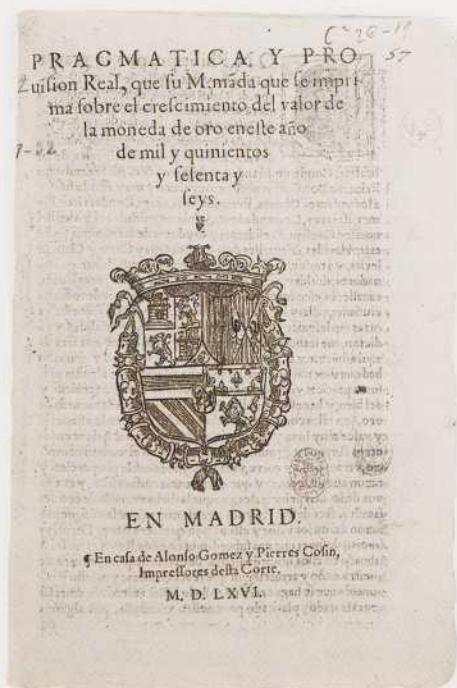 PRAGMATICA, Y PRO
uision Real, que su M. mãda que se impri-
ma sobre el crescimiento del valor de
la moneda de oro eneste año
de mil y quinientos
y sesenta y
seys.
EN MADRID.
En casa de Alonso Gomez y Pierres Cosin,
Impressores desta Corte.
M. D. LXVI.